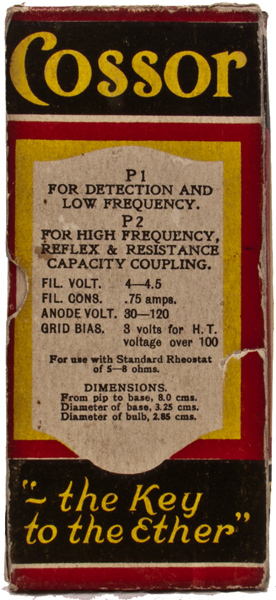 Cossor
P1
FOR DETECTION AND
LOW FREQUENCY.
P2
FOR HIGH FREQUENCY,
REFLEX & RESISTANCE
CAPACITY COUPLING.
FIL. VOLT. 4—4.5
FIL. CONS. .75 amps.
ANODE VOLT. 30—120
GRID BIAS. 3 volts for H.T.
voltage over 100
For use with Standard Rheostat
of 5—8 ohms.
DIMENSIONS.
From pip to base, 8.0 cms.
Diameter of base, 3.25 cms.
Diameter of bulb, 2.85 cms.
"– the Key
to the Ether"